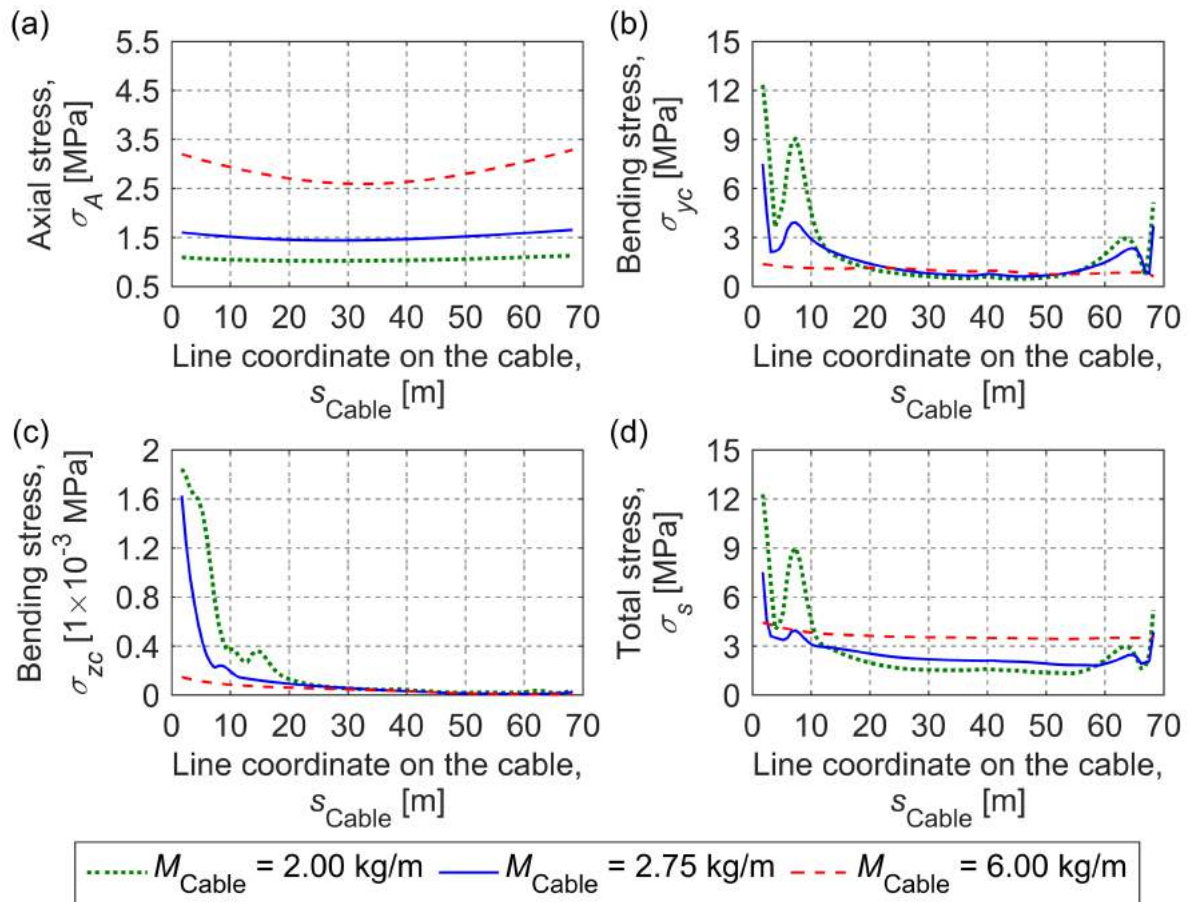 (a)
Axial stress,
σA [MPa]
5.5
4.5
3.5
2.5
1.5
0.5
0 10 20 30 40 50 60 70
Line coordinate on the cable,
sCable [m]
(b)
Bending stress,
σyc [MPa]
15
12
9
6
3
0
0 10 20 30 40 50 60 70
Line coordinate on the cable,
sCable [m]
(c)
Bending stress,
σzc [1×10⁻³ MPa]
2
1.6
1.2
0.8
0.4
0
0 10 20 30 40 50 60 70
Line coordinate on the cable,
sCable [m]
(d)
Total stress,
σs [MPa]
15
12
9
6
3
0
0 10 20 30 40 50 60 70
Line coordinate on the cable,
sCable [m]
MCable = 2.00 kg/m MCable = 2.75 kg/m MCable = 6.00 kg/m